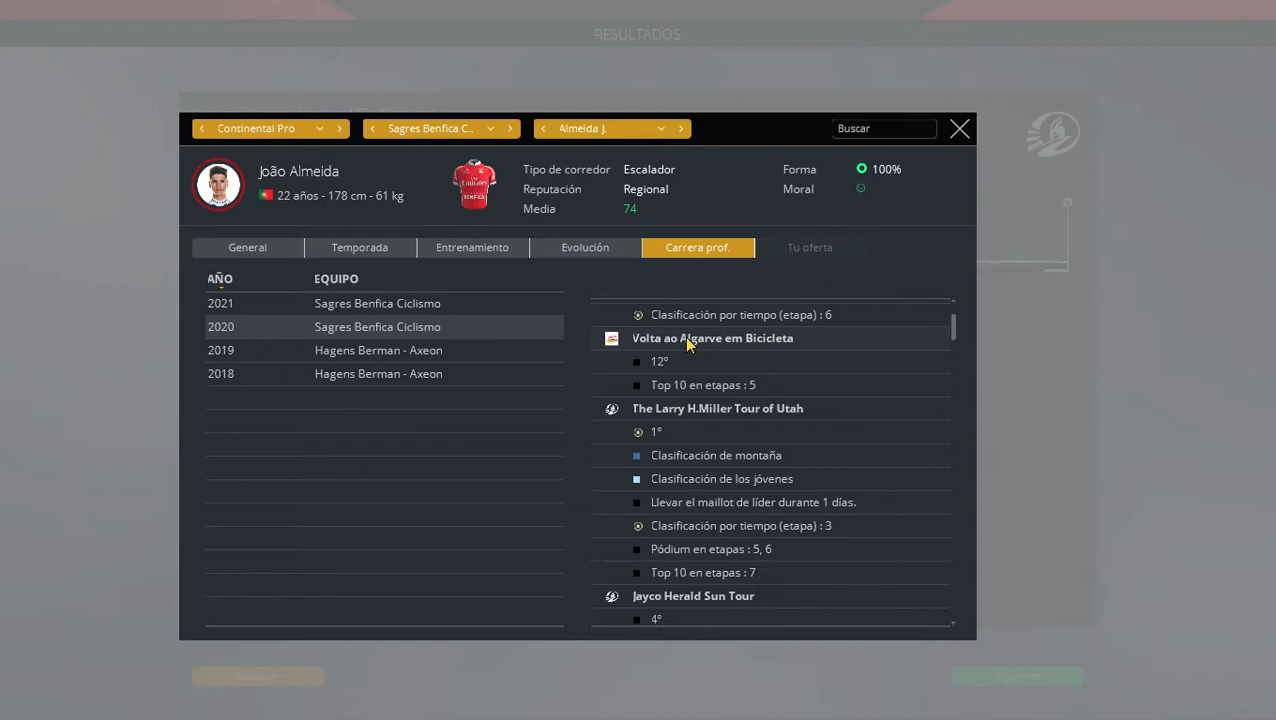 RESULTADOS
Continental Pro
Sagres Benfica C..
Almeida J.
Buscar
João Almeida
22 años - 178 cm - 61 kg
Tipo de corredor Escalador
Reputación Regional
Media 74
Forma 100%
Moral
General Temporada Entrenamiento Evolución Carrera prof. Tu oferta
AÑO EQUIPO
2021 Sagres Benfica Ciclismo
2020 Sagres Benfica Ciclismo
2019 Hagens Berman - Axeon
2018 Hagens Berman - Axeon
Clasificación por tiempo (etapa) : 6
Volta ao Algarve em Bicicleta
12º
Top 10 en etapas : 5
The Larry H.Miller Tour of Utah
1º
Clasificación de montaña
Clasificación de los jóvenes
Llevar el maillot de líder durante 1 días.
Clasificación por tiempo (etapa) : 3
Pódium en etapas : 5, 6
Top 10 en etapas : 7
Jayco Herald Sun Tour
4º